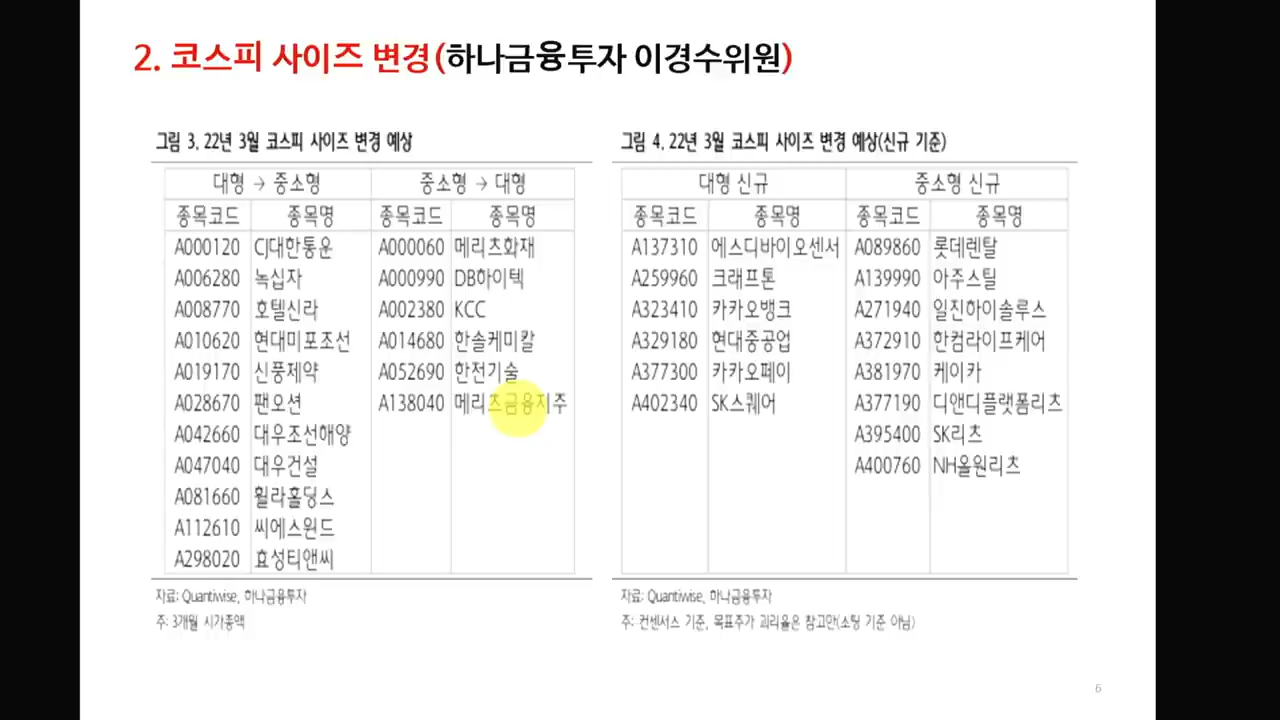 2. 코스피 사이즈 변경(하나금융투자 이경수위원)
그림 3. 22년 3월 코스피 사이즈 변경 예상
대형 → 중소형 중소형 → 대형
종목코드 종목명 종목코드 종목명
A000120 CJ대한통운 A000060 메리츠화재
A006280 녹십자 A000990 DB하이텍
A008770 호텔신라 A002380 KCC
A010620 현대미포조선 A014680 한솔케미칼
A019170 신풍제약 A052690 한전기술
A028670 팬오션 A138040 메리츠금융지주
A042660 대우조선해양
A047040 대우건설
A081660 휠라홀딩스
A112610 씨에스윈드
A298020 효성티앤씨
자료: Quantiwise, 하나금융투자
주: 3개월 시가총액
그림 4. 22년 3월 코스피 사이즈 변경 예상(신규 기준)
대형 신규 중소형 신규
종목코드 종목명 종목코드 종목명
A137310 에스디바이오센서 A089860 롯데렌탈
A259960 크래프톤 A139990 아주스틸
A323410 카카오뱅크 A271940 일진하이솔루스
A329180 현대중공업 A372910 한컴라이프케어
A377300 카카오페이 A381970 케이카
A402340 SK스퀘어 A377190 디앤디플랫폼리츠
A395400 SK리츠
A400760 NH올원리츠
자료: Quantiwise, 하나금융투자
주: 컨센서스 기준, 목표주가 괴리율은 참고만(소팅 기준 아님)
6